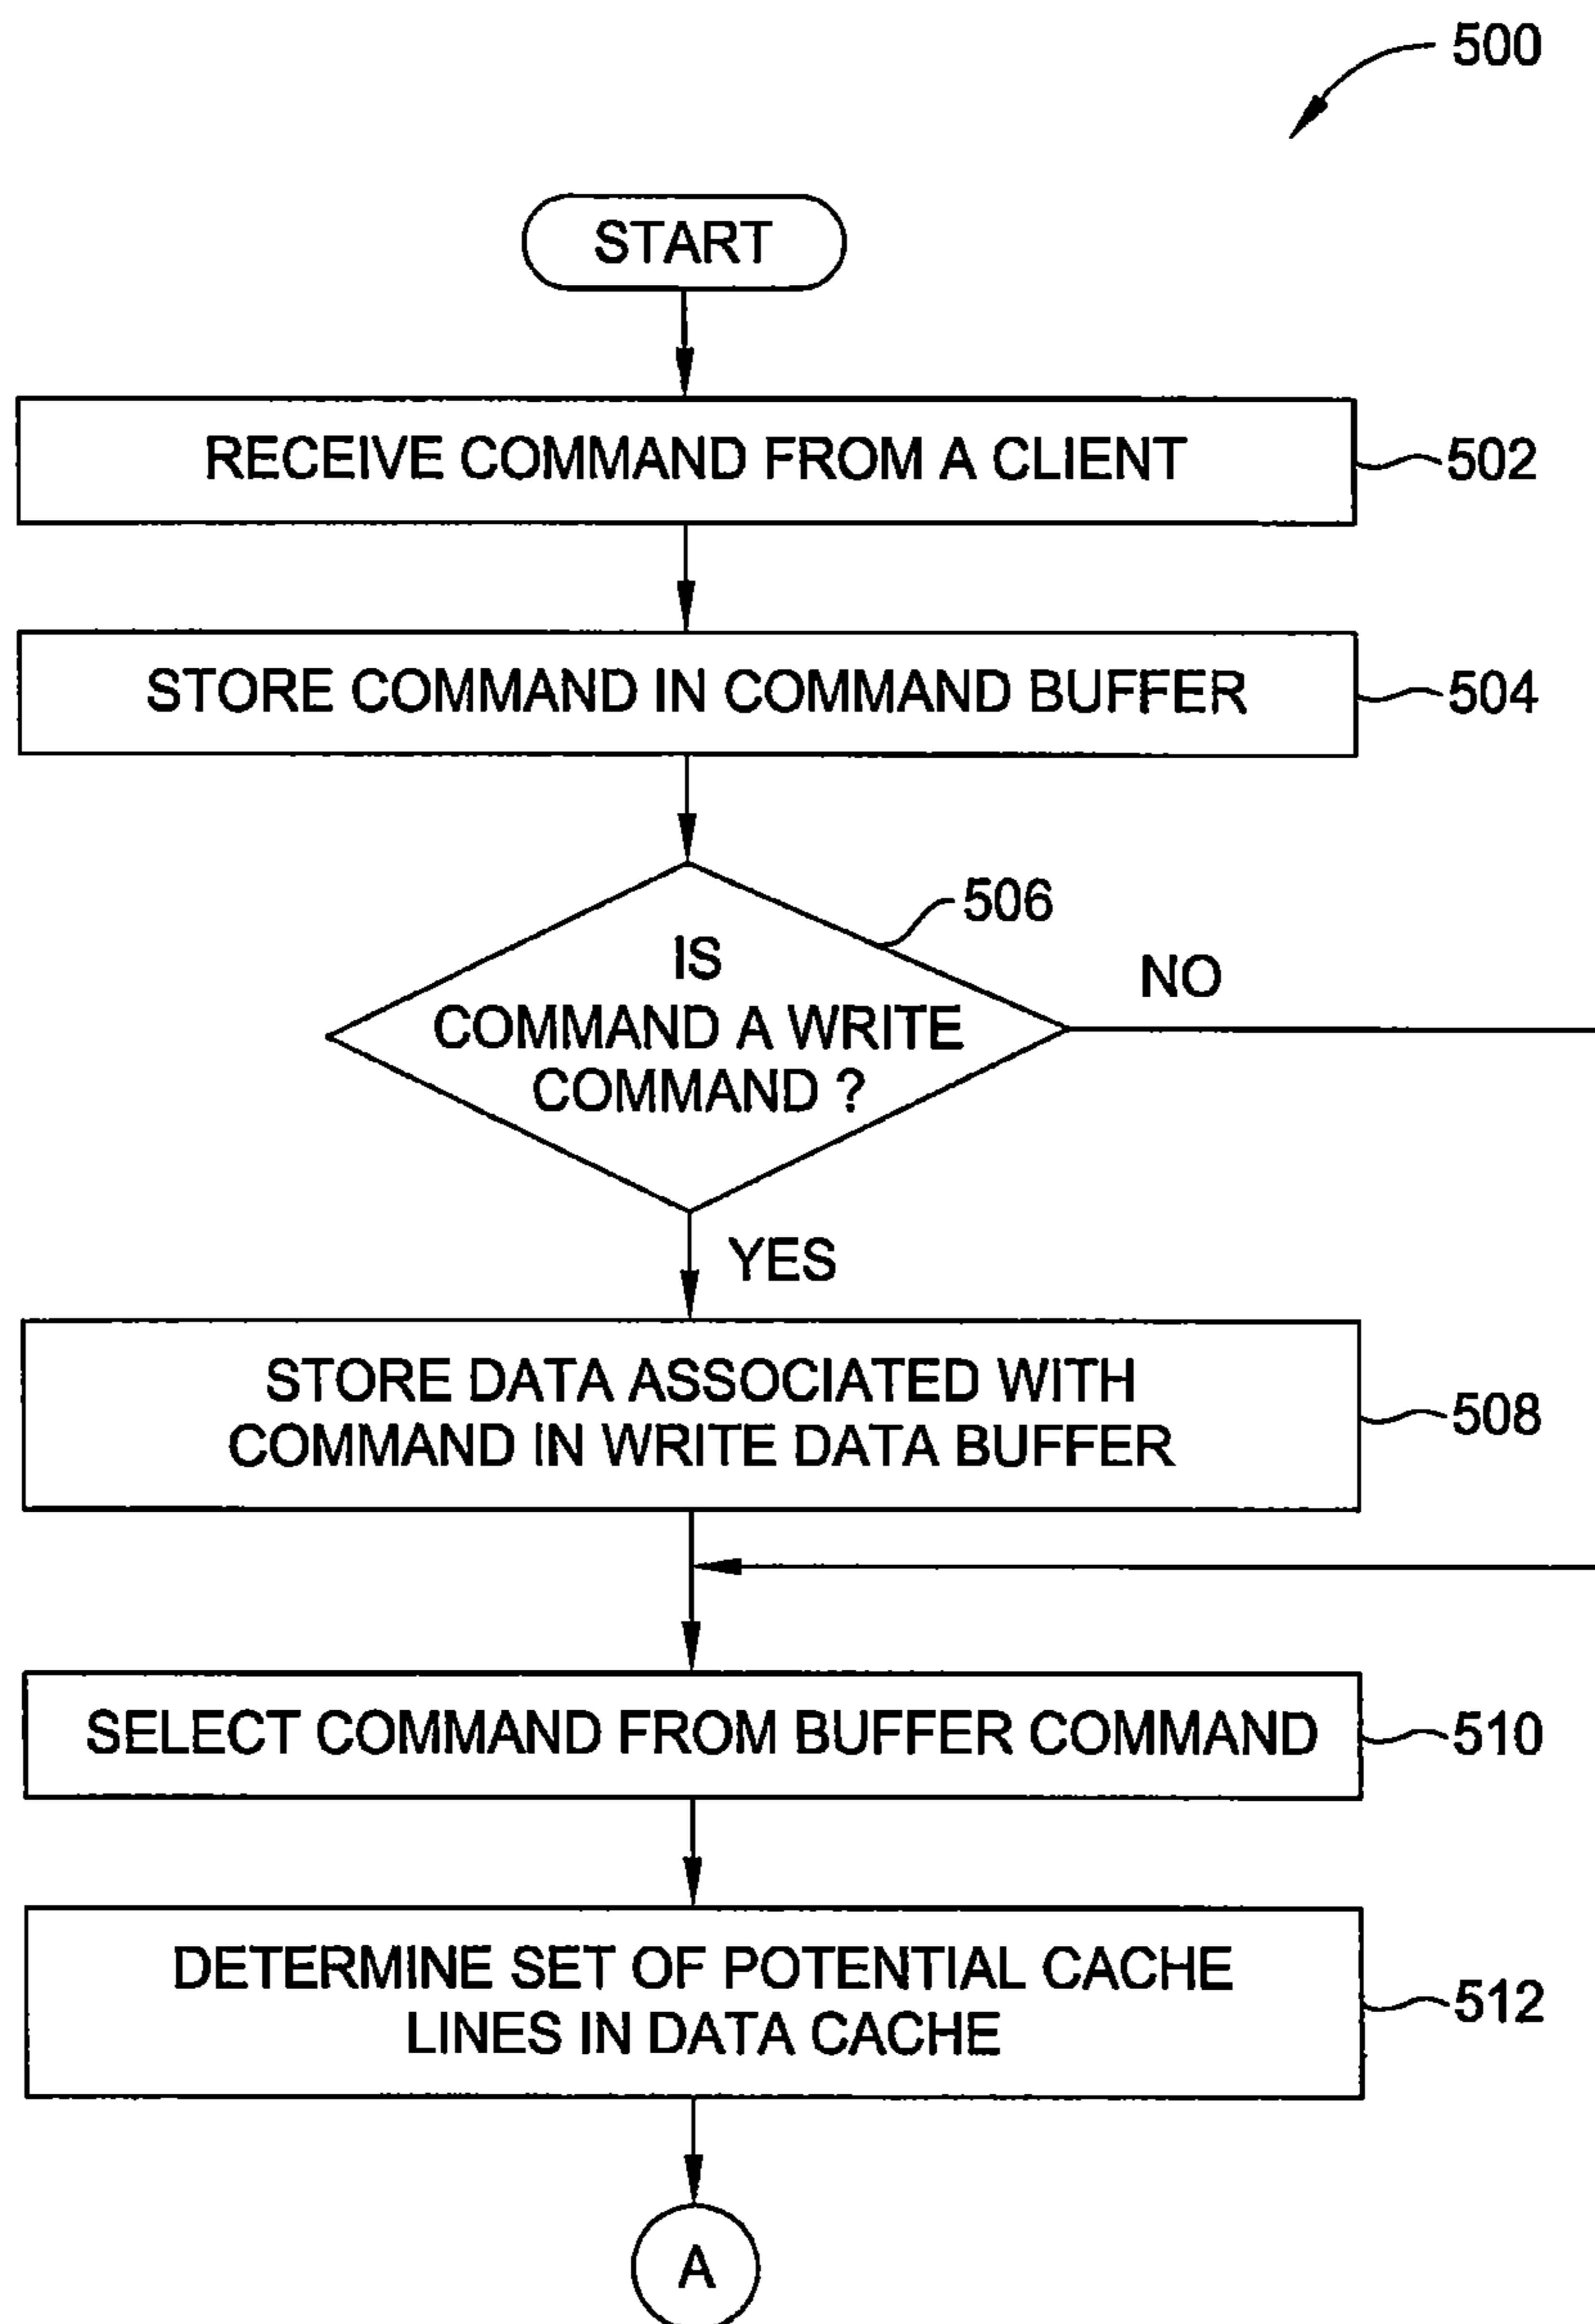 500
START
RECEIVE COMMAND FROM A CLIENT
502
STORE COMMAND IN COMMAND BUFFER
504
506
IS
COMMAND A WRITE
COMMAND ?
NO
YES
STORE DATA ASSOCIATED WITH
COMMAND IN WRITE DATA BUFFER
508
SELECT COMMAND FROM BUFFER COMMAND
510
DETERMINE SET OF POTENTIAL CACHE
LINES IN DATA CACHE
512
A